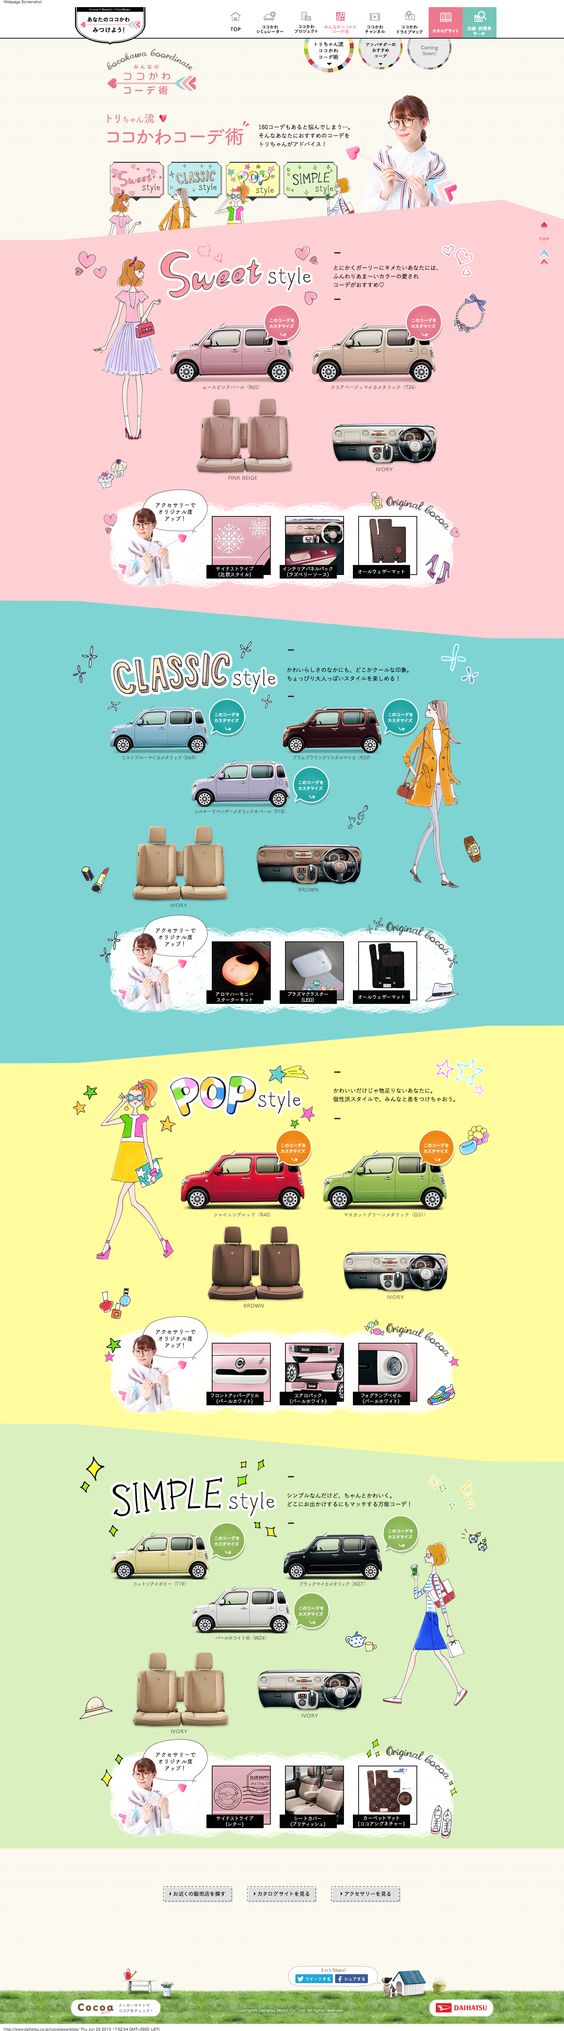 Webpage Screenshot
あなたのココかわ
みつけよう!
TOP
ココかわ
シミュレーター
ココかわ
プロジェクト
みんなのココかわ
コーデ術
ココかわ
チャンネル
ココかわ
ドライブマップ
カタログサイト
店舗・試乗車
サーチ
トリちゃん流
ココかわ
コーデ術
アンバサダーの
おすすめ
コーデ
Coming
Soon!
cocokawa coordinate
みんなの
ココかわ
コーデ術
トリちゃん流
ココかわコーデ術
160コーデもあると悩んでしまう…。
そんなあなたにおすすめのコーデを
トリちゃんがアドバイス!
Sweet style
CLASSIC style
POP style
SIMPLE style
TOP
Sweet style
とにかくガーリーにキメたいあなたには、
ふんわりあま〜いカラーの愛され
コーデがおすすめ♡
このコーデを
カスタマイズ
このコーデを
カスタマイズ
ムースピンクパール (R65)
ココアベージュマイカメタリック (T24)
PINK BEIGE
IVORY
アクセサリーで
オリジナル度
アップ!
Original cocoa
サイドストライプ
(北欧スタイル)
インテリアパネルパック
(ラズベリーソース)
オールウェザーマット
CLASSIC style
かわいらしさのなかにも、どこかクールな印象。
ちょっぴり大人っぽいスタイルを楽しめる!
このコーデを
カスタマイズ
このコーデを
カスタマイズ
ミストブルーマイカメタリック (B69)
プラムブラウンクリスタルマイカ (R59)
このコーデを
カスタマイズ
シルキーラベンダーメタリックオパール (P18)
IVORY
BROWN
アクセサリーで
オリジナル度
アップ!
Original cocoa
アロマハーモニー
スターターキット
プラズマクラスター
(LED)
オールウェザーマット
POP style
かわいいだけじゃ物足りないあなたに。
個性派スタイルで、みんなと差をつけちゃおう。
このコーデを
カスタマイズ
このコーデを
カスタマイズ
シャイニングレッド (R40)
マスカットグリーンメタリック (G51)
BROWN
IVORY
アクセサリーで
オリジナル度
アップ!
Original cocoa
フロントアッパーグリル
(パールホワイト)
エアロパック
(パールホワイト)
フォグランプベゼル
(パールホワイト)
SIMPLE style
シンプルなんだけど、ちゃんとかわいく。
どこにお出かけするにもマッチする万能コーデ!
このコーデを
カスタマイズ
このコーデを
カスタマイズ
コットンアイボリー (T19)
ブラックマイカメタリック (X07)
このコーデを
カスタマイズ
パールホワイトIII (W24)
IVORY
IVORY
アクセサリーで
オリジナル度
アップ!
Original cocoa
サイドストライプ
(レター)
シートカバー
(ブリティッシュ)
カーペットマット
(ココアシグネチャー)
お近くの販売店を探す
カタログサイトを見る
アクセサリーを見る
Let's Share!
ツイートする
シェアする
Cocoa
メーカーサイトで
ココアをチェック!
Copyright Daihatsu Motor Co., Ltd. All rights reserved.
DAIHATSU